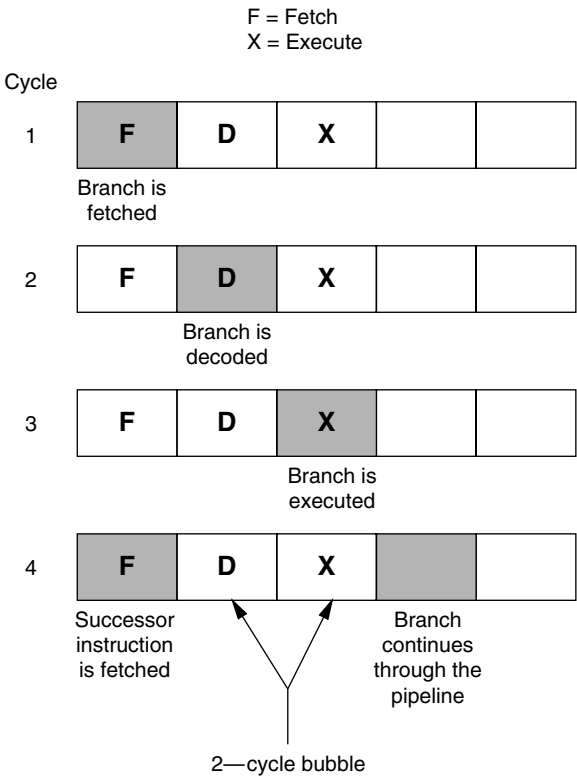 F = Fetch
X = Execute
Cycle
1
F D X
Branch is
fetched
2
F D X
Branch is
decoded
3
F D X
Branch is
executed
4
F D X
Successor
instruction
is fetched
Branch
continues
through the
pipeline
2—cycle bubble